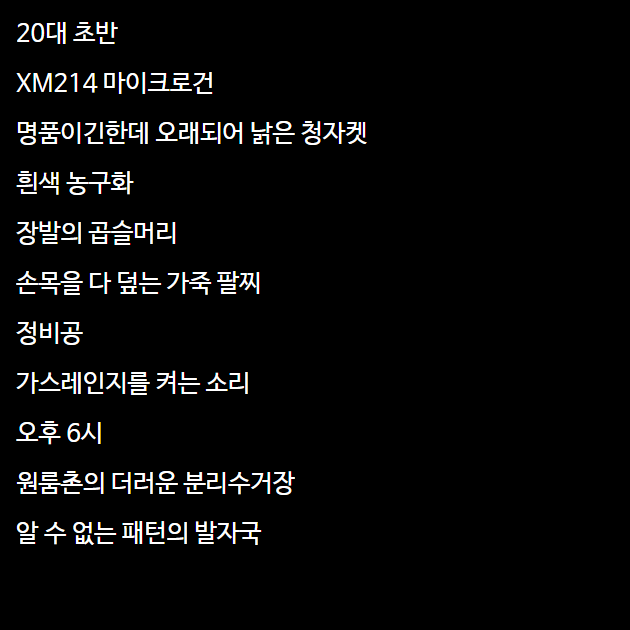 20대 초반
XM214 마이크로건
명품이긴한데 오래되어 낡은 청자켓
흰색 농구화
장발의 곱슬머리
손목을 다 덮는 가죽 팔찌
정비공
가스레인지를 켜는 소리
오후 6시
원룸촌의 더러운 분리수거장
알 수 없는 패턴의 발자국